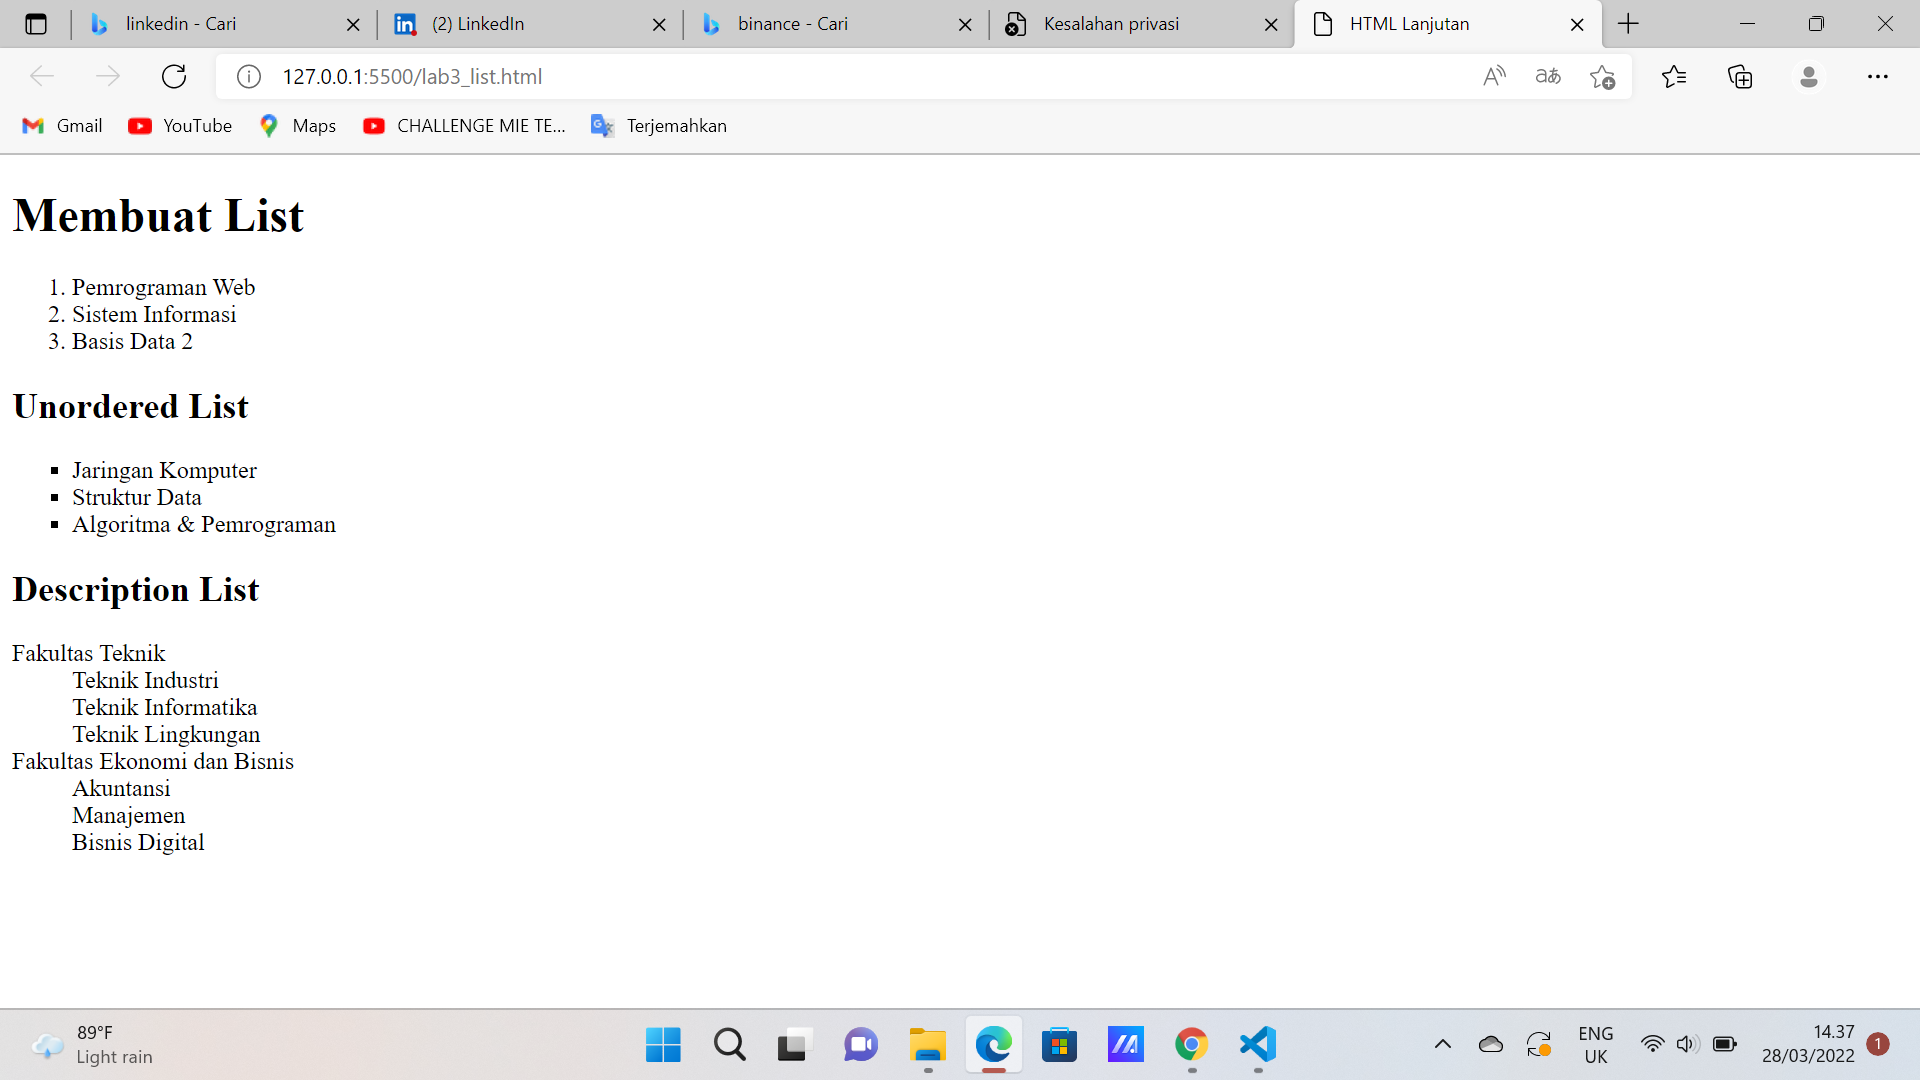 linkedin - Cari
(2) LinkedIn
binance - Cari
Kesalahan privasi
HTML Lanjutan
127.0.0.1:5500/lab3_list.html
Gmail
YouTube
Maps
CHALLENGE MIE TE...
Terjemahkan
Membuat List
1. Pemrograman Web
2. Sistem Informasi
3. Basis Data 2
Unordered List
▪ Jaringan Komputer
▪ Struktur Data
▪ Algoritma & Pemrograman
Description List
Fakultas Teknik
Teknik Industri
Teknik Informatika
Teknik Lingkungan
Fakultas Ekonomi dan Bisnis
Akuntansi
Manajemen
Bisnis Digital
89°F
Light rain
ENG
UK
14.37
28/03/2022
1